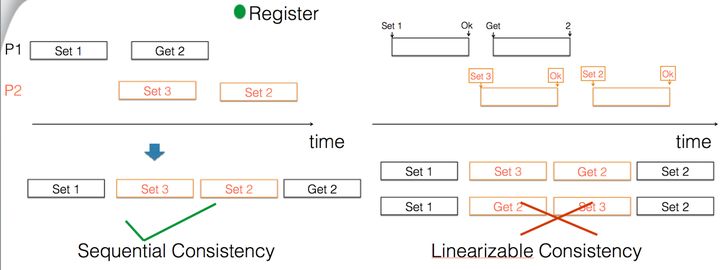 Register
P1 Set 1 Get 2
P2 Set 3 Set 2
time
Set 1 Set 3 Set 2 Get 2
Sequential Consistency
Set 1 Ok Get 2
Set 3 Ok Set 2 Ok
time
Set 1 Set 3 Get 2 Set 2
Set 1 Get 2 Set 3 Set 2
Linearizable Consistency